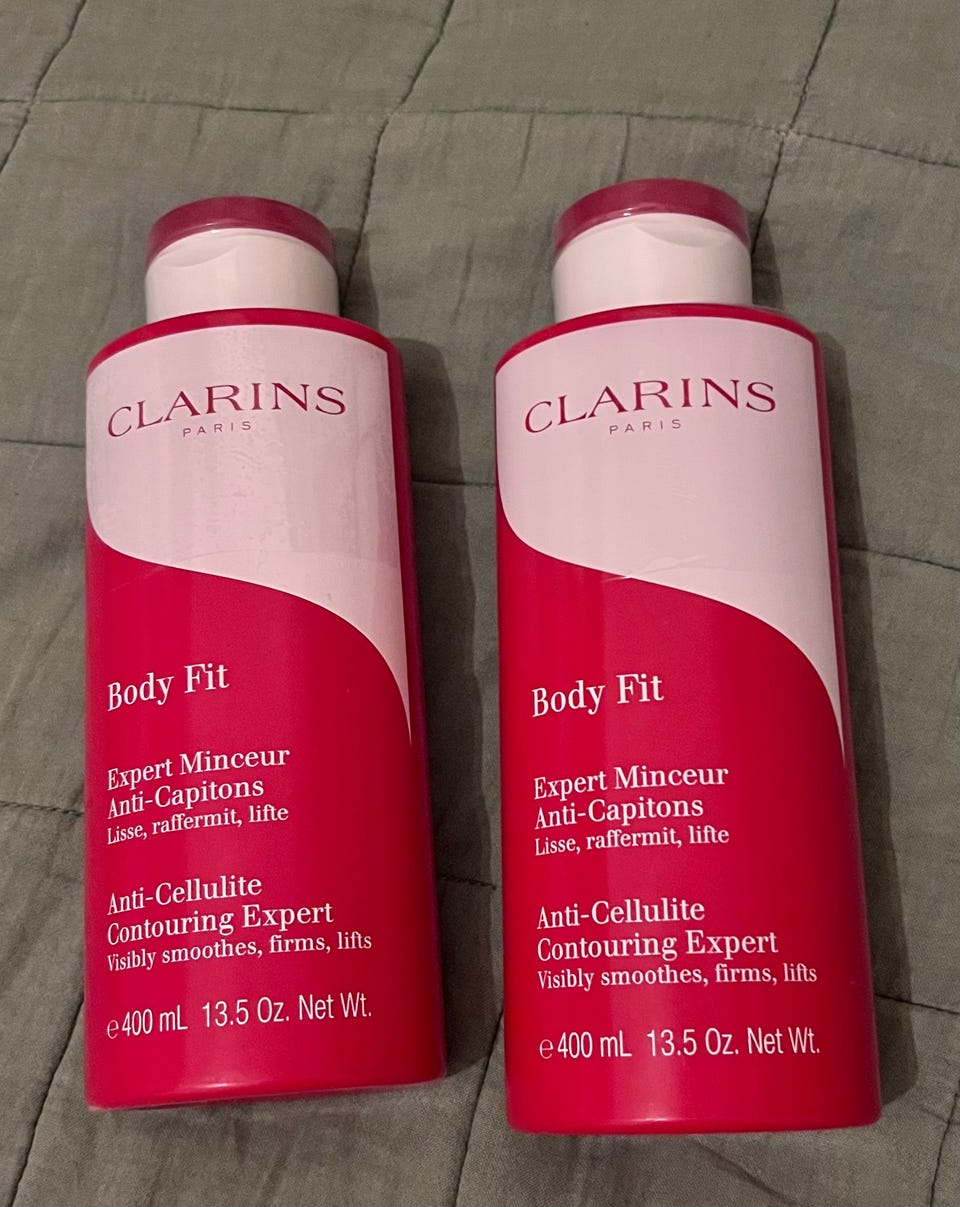 CLARINS
PARIS
Body Fit
Expert Minceur
Anti-Capitons
Lisse, raffermit, lifte
Anti-Cellulite
Contouring Expert
Visibly smoothes, firms, lifts
℮ 400 mL 13.5 Oz. Net Wt.
CLARINS
PARIS
Body Fit
Expert Minceur
Anti-Capitons
Lisse, raffermit, lifte
Anti-Cellulite
Contouring Expert
Visibly smoothes, firms, lifts
℮ 400 mL 13.5 Oz. Net Wt.